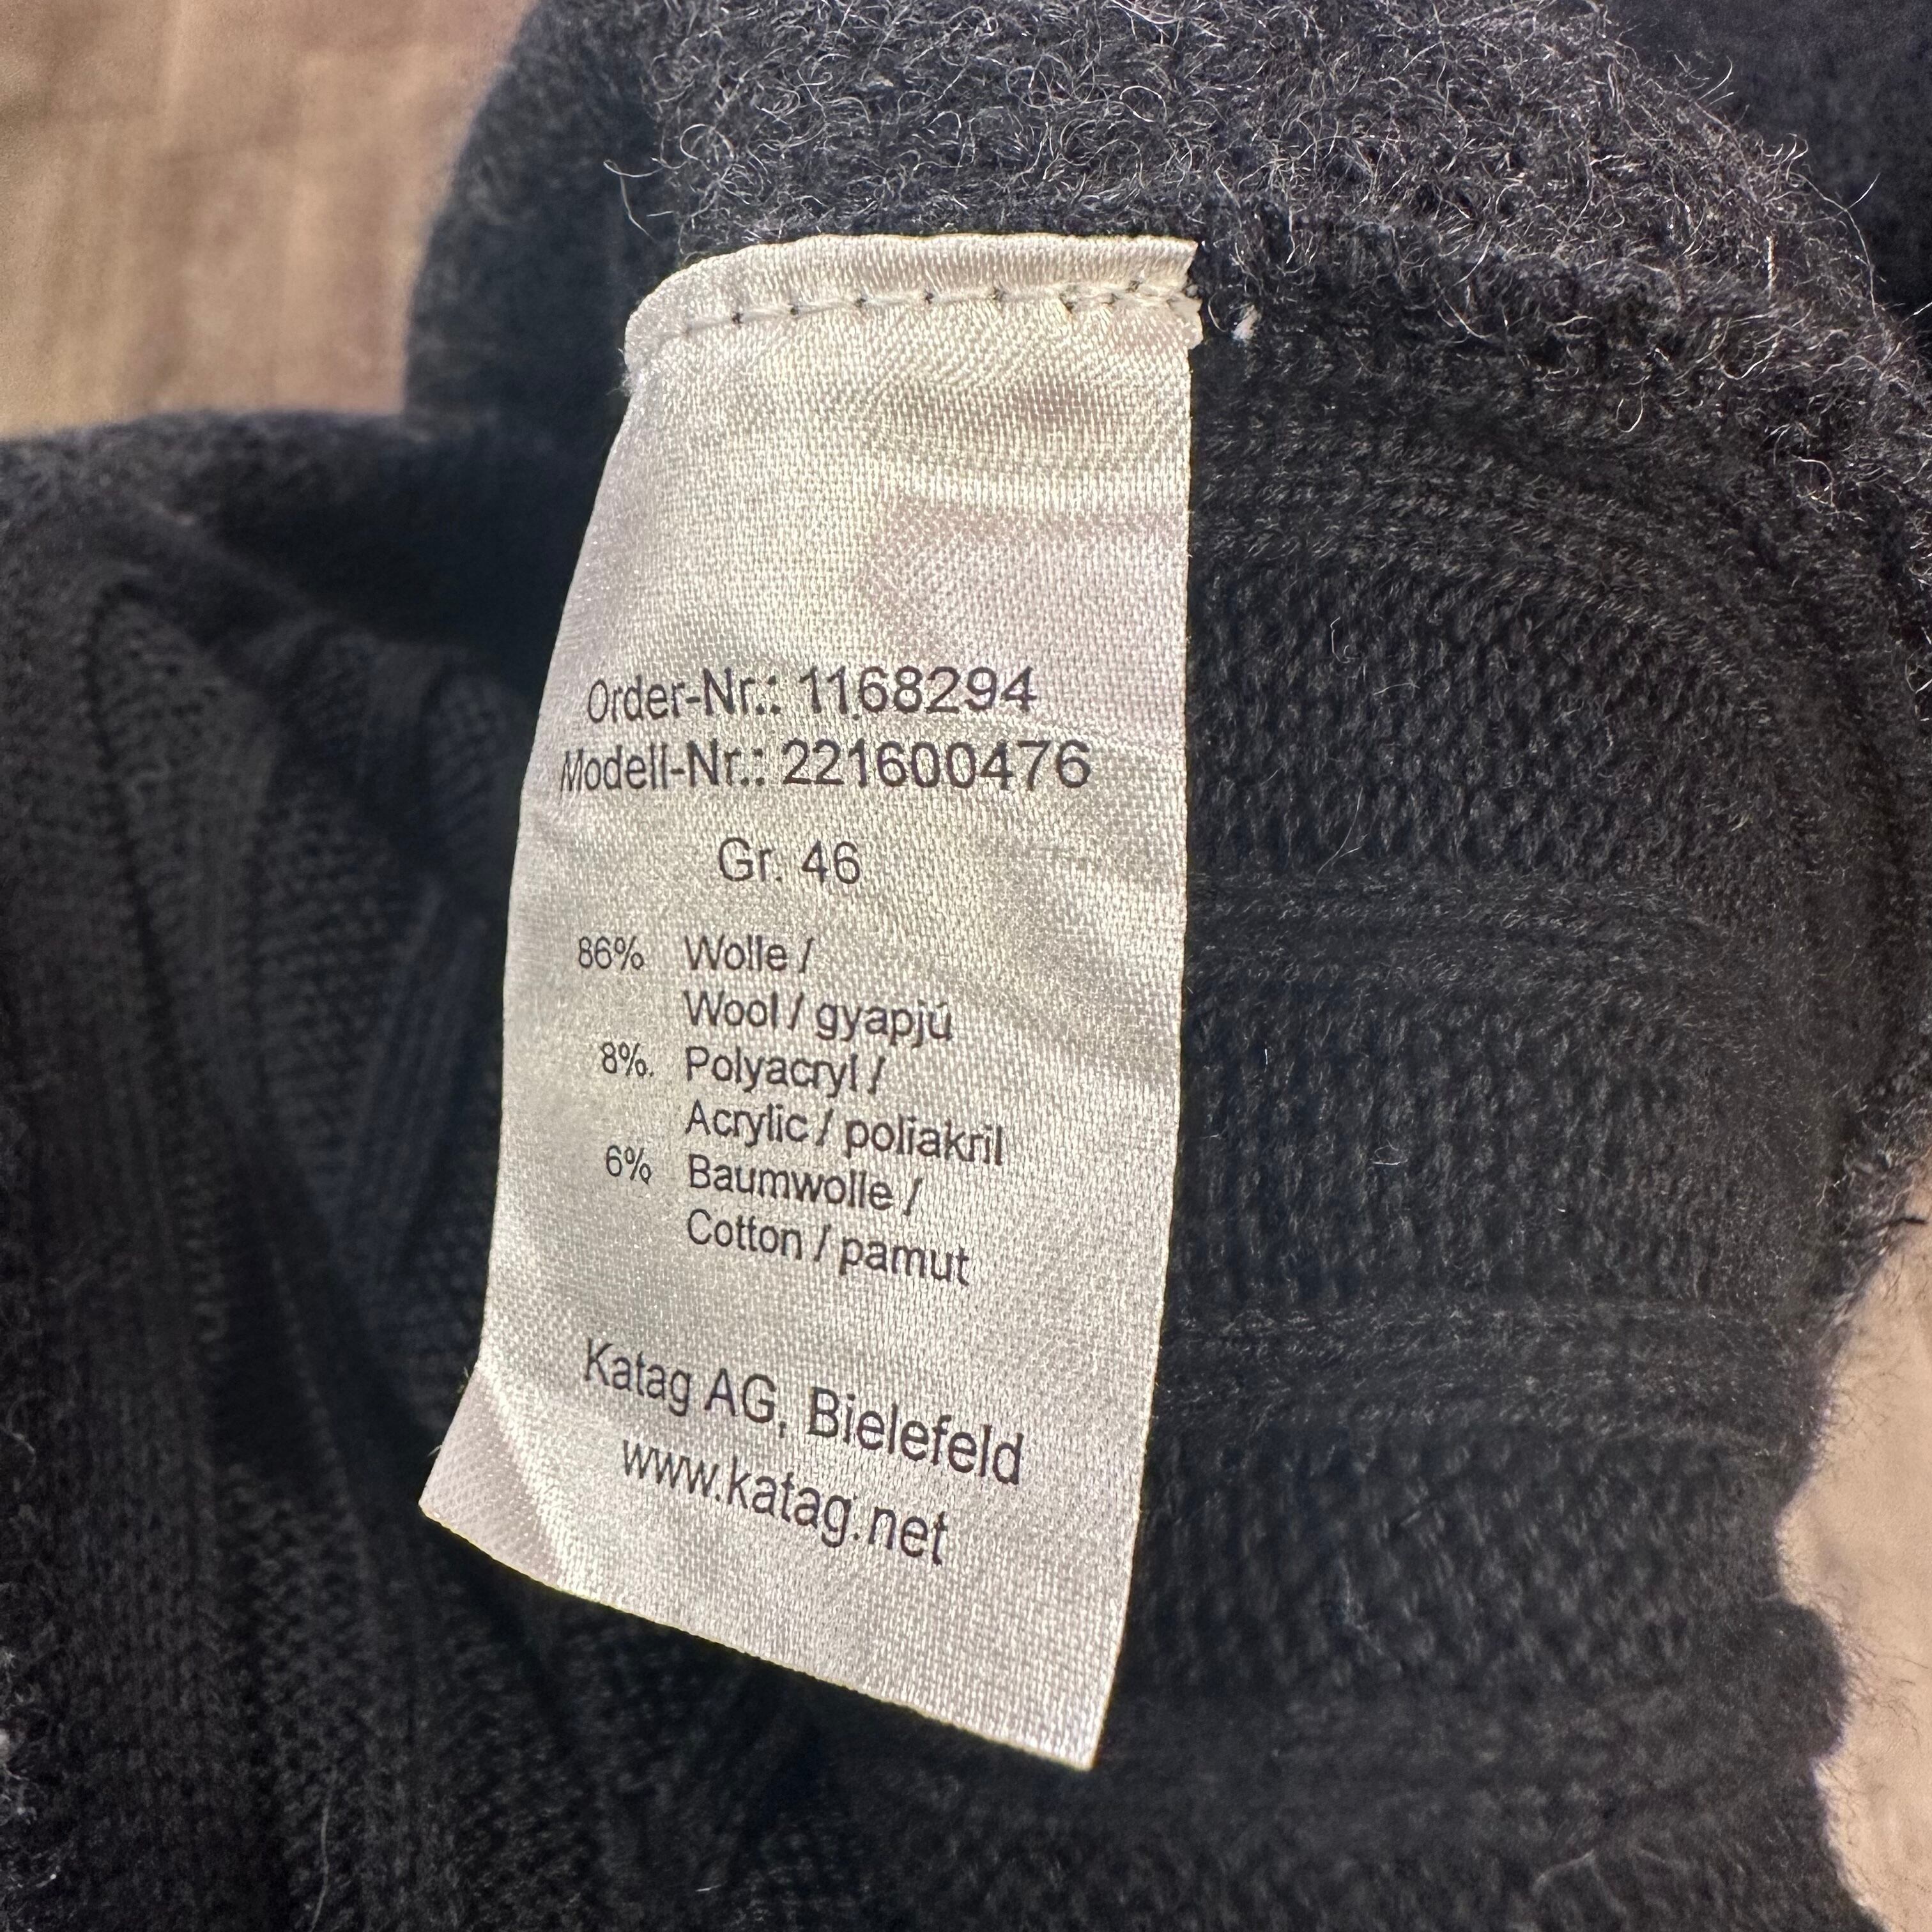 Order-Nr.: 1168294
Modell-Nr.: 221600476
Gr. 46
86% Wolle /
Wool / gyapjú
8% Polyacryl /
Acrylic / poliakril
6% Baumwolle /
Cotton / pamut
Katag AG, Bielefeld
www.katag.net